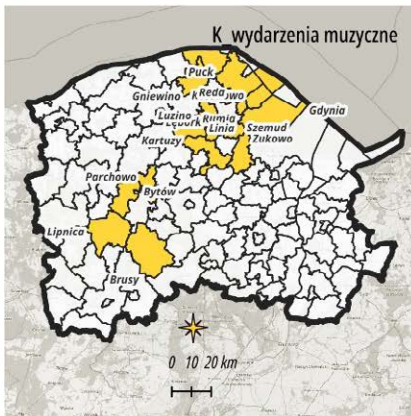 K wydarzenia muzyczne
Puck
Gniewino
Reda
Luzino
Rumia
Linia
Gdynia
Szemud
Żukowo
Kartuzy
Parchowo
Bytów
Lipnica
Brusy
0 10 20 km